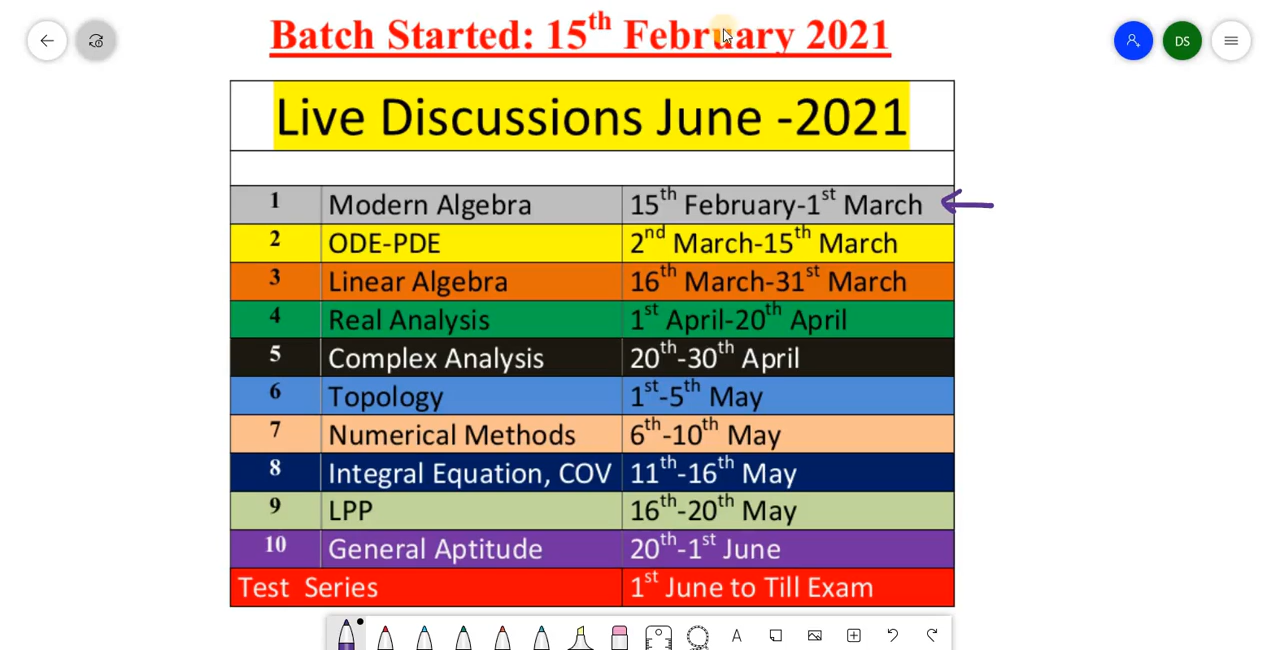 Batch Started: 15th February 2021
DS
Live Discussions June -2021
1 Modern Algebra 15th February-1st March
2 ODE-PDE 2nd March-15th March
3 Linear Algebra 16th March-31st March
4 Real Analysis 1st April-20th April
5 Complex Analysis 20th-30th April
6 Topology 1st-5th May
7 Numerical Methods 6th-10th May
8 Integral Equation, COV 11th-16th May
9 LPP 16th-20th May
10 General Aptitude 20th-1st June
Test Series 1st June to Till Exam
A